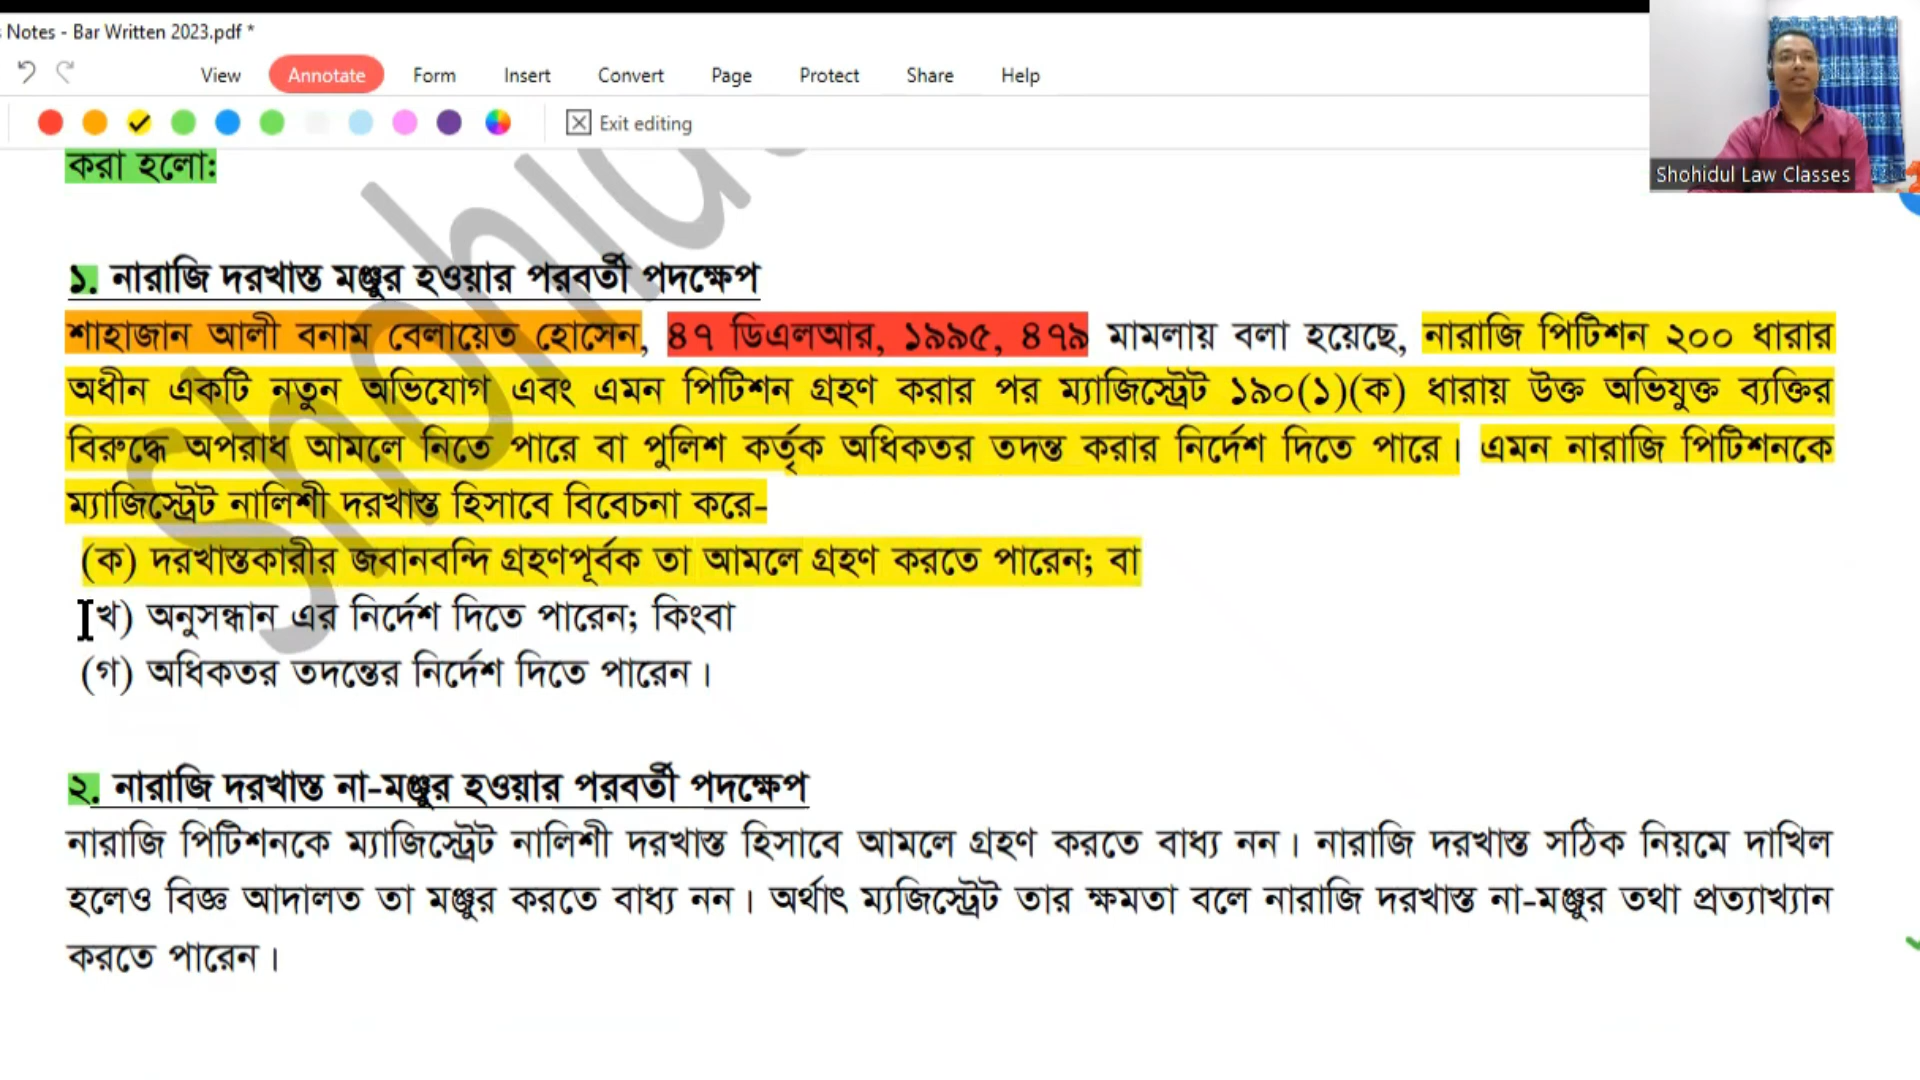 s Notes - Bar Written 2023.pdf *
View Annotate Form Insert Convert Page Protect Share Help
Exit editing
Shohidul Law Classes
করা হলো:
১. নারাজি দরখাস্ত মঞ্জুর হওয়ার পরবর্তী পদক্ষেপ
শাহাজান আলী বনাম বেলায়েত হোসেন, ৪৭ ডিএলআর, ১৯৯৫, ৪৭৯ মামলায় বলা হয়েছে, নারাজি পিটিশন ২০০ ধারার
অধীন একটি নতুন অভিযোগ এবং এমন পিটিশন গ্রহণ করার পর ম্যাজিস্ট্রেট ১৯০(১)(ক) ধারায় উক্ত অভিযুক্ত ব্যক্তির
বিরুদ্ধে অপরাধ আমলে নিতে পারে বা পুলিশ কর্তৃক অধিকতর তদন্ত করার নির্দেশ দিতে পারে। এমন নারাজি পিটিশনকে
ম্যাজিস্ট্রেট নালিশী দরখাস্ত হিসাবে বিবেচনা করে-
(ক) দরখাস্তকারীর জবানবন্দি গ্রহণপূর্বক তা আমলে গ্রহণ করতে পারেন; বা
(খ) অনুসন্ধান এর নির্দেশ দিতে পারেন; কিংবা
(গ) অধিকতর তদন্তের নির্দেশ দিতে পারেন।
২. নারাজি দরখাস্ত না-মঞ্জুর হওয়ার পরবর্তী পদক্ষেপ
নারাজি পিটিশনকে ম্যাজিস্ট্রেট নালিশী দরখাস্ত হিসাবে আমলে গ্রহণ করতে বাধ্য নন। নারাজি দরখাস্ত সঠিক নিয়মে দাখিল
হলেও বিজ্ঞ আদালত তা মঞ্জুর করতে বাধ্য নন। অর্থাৎ ম্যজিস্ট্রেট তার ক্ষমতা বলে নারাজি দরখাস্ত না-মঞ্জুর তথা প্রত্যাখ্যান
করতে পারেন।